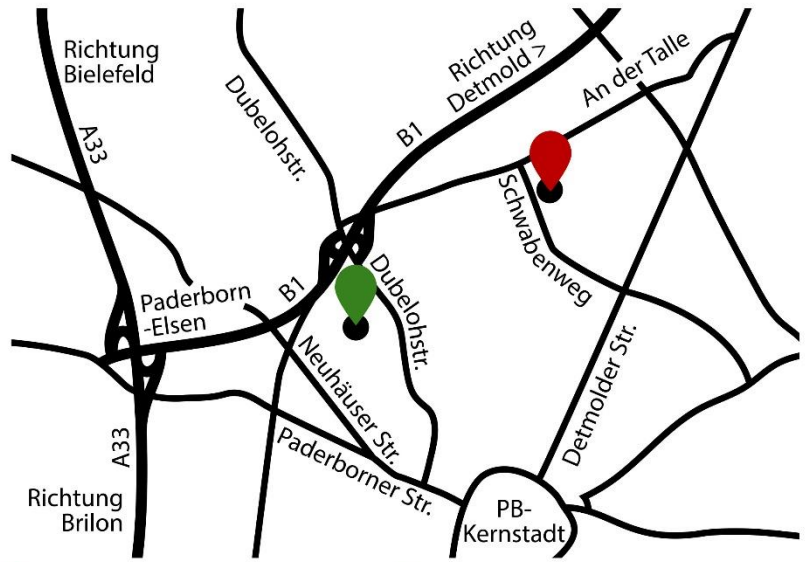 Richtung
Bielefeld
A33
Dubelohstr.
Richtung
Detmold >
B1
An der Talle
Schwabenweg
Paderborn
-Elsen
B1
Dubelohstr.
Neuhäuser Str.
Paderborner Str.
Detmolder Str.
A33
Richtung
Brilon
PB-
Kernstadt